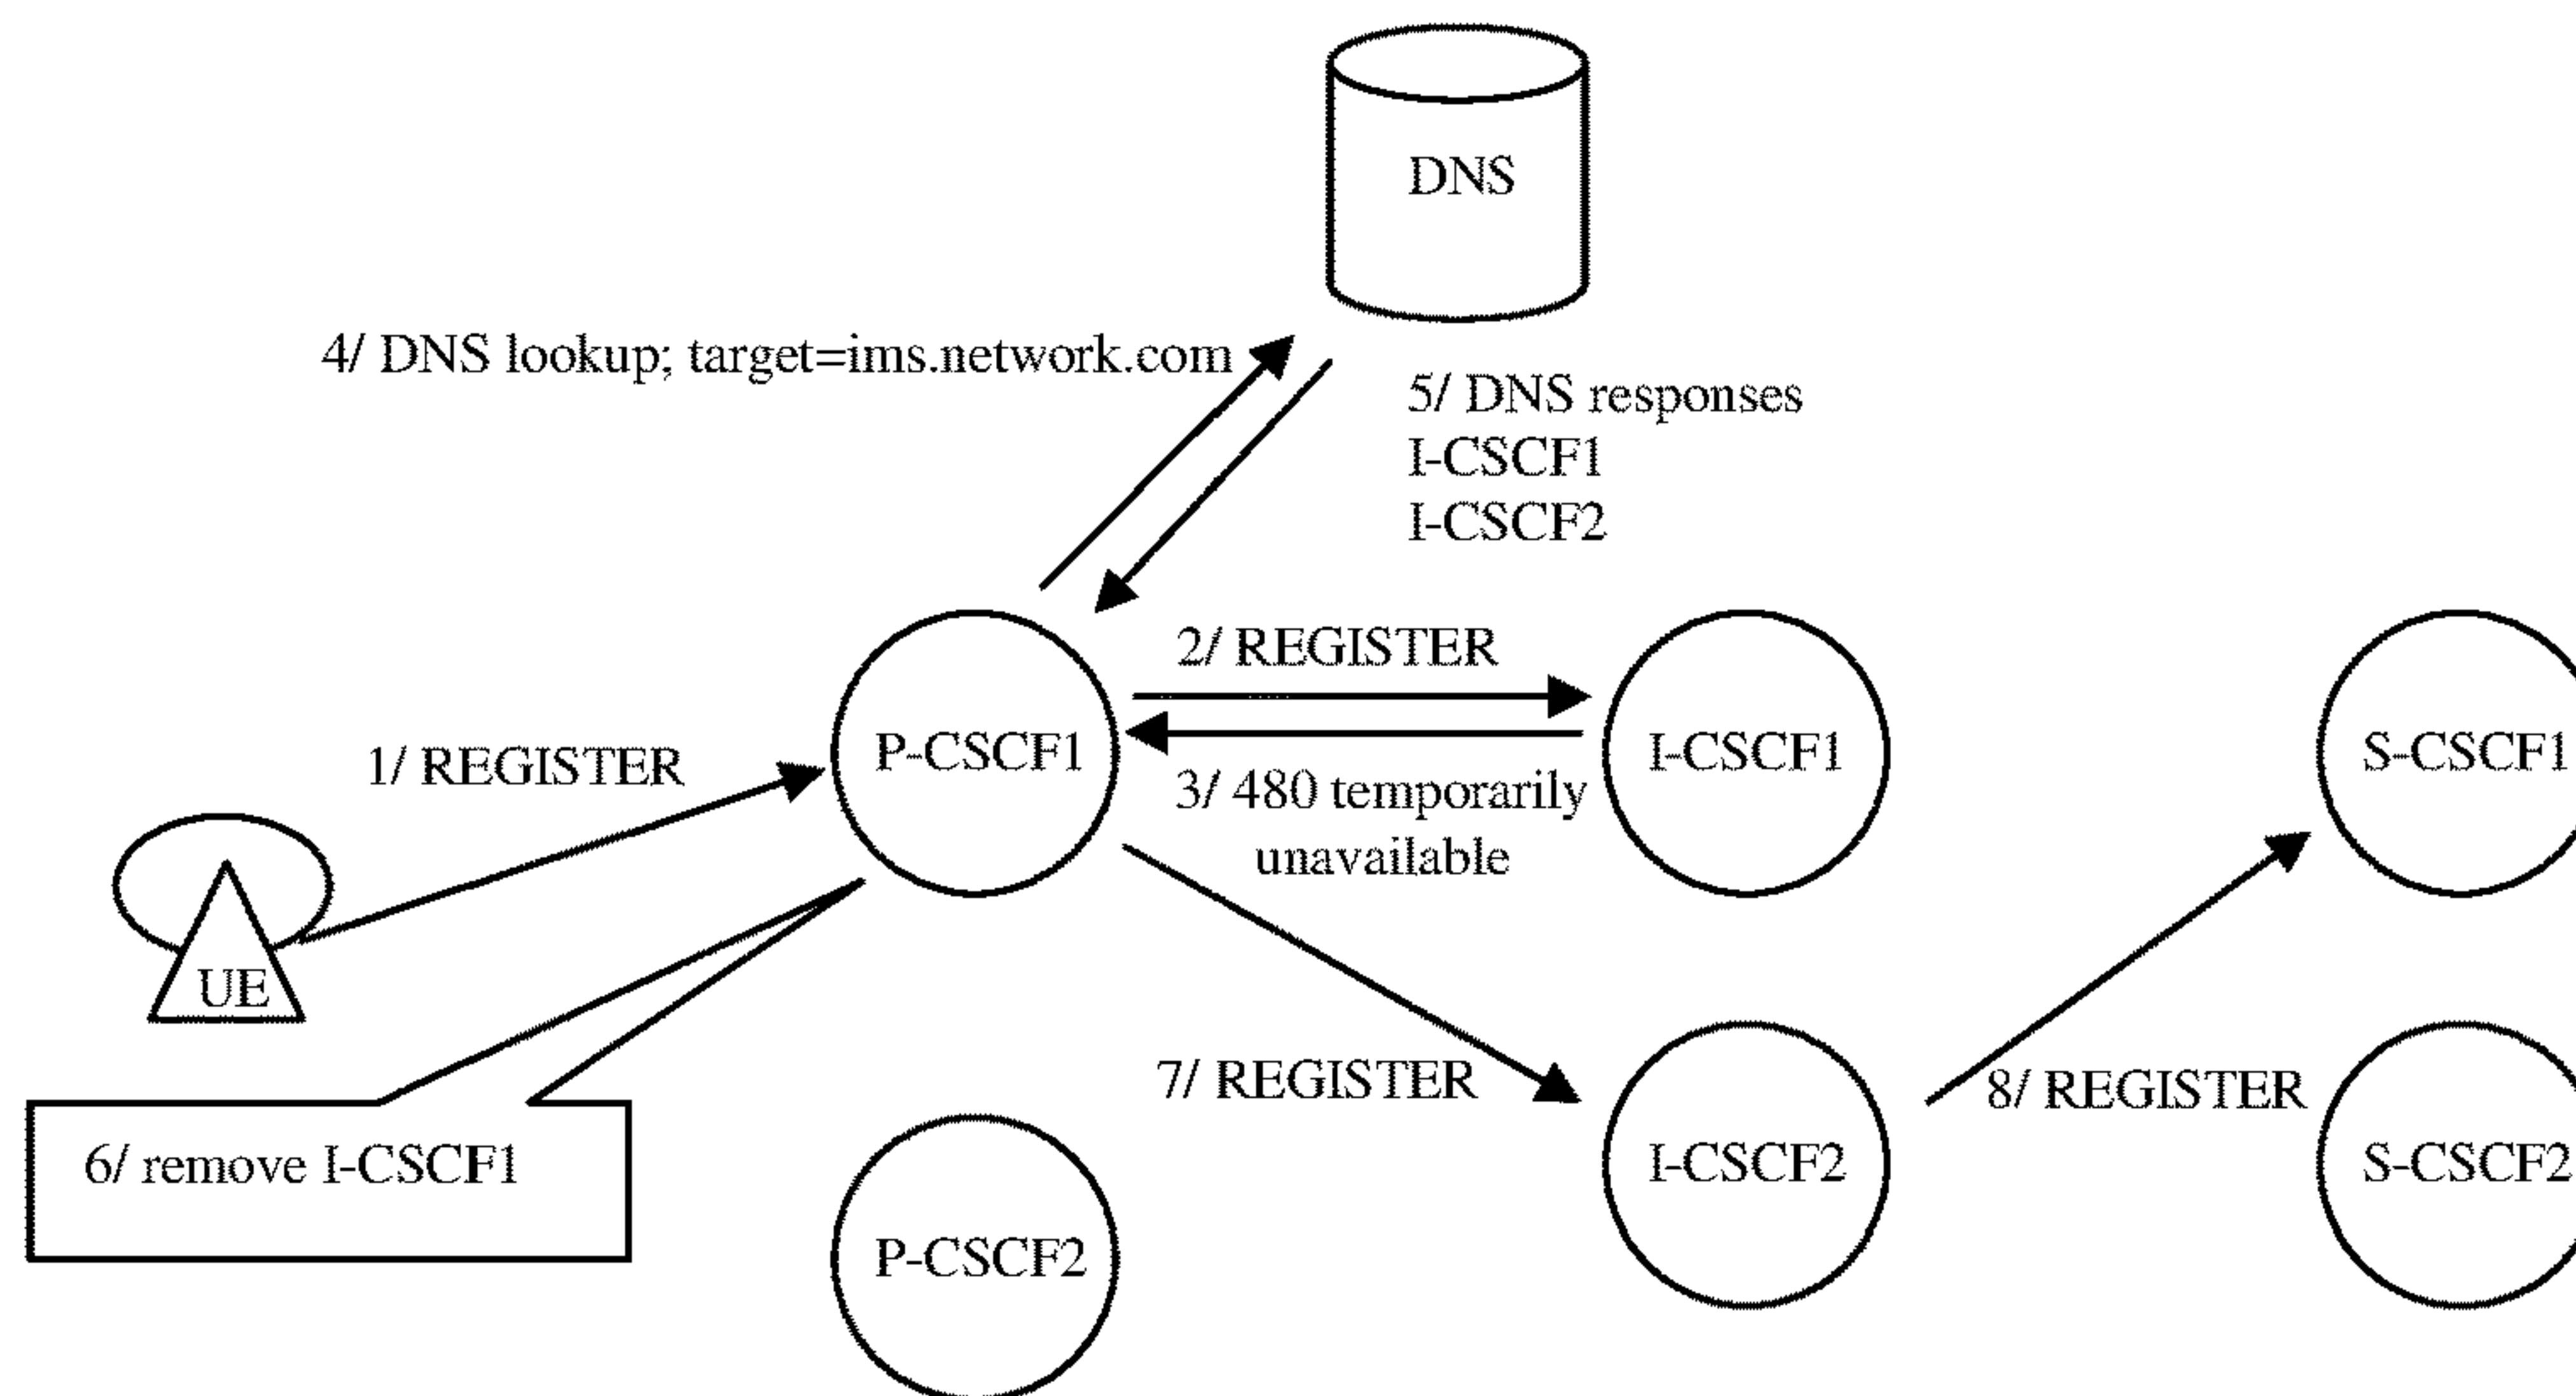 DNS
4/ DNS lookup; target=ims.network.com
5/ DNS responses
I-CSCF1
I-CSCF2
2/ REGISTER
1/ REGISTER
P-CSCF1
I-CSCF1
S-CSCF1
3/ 480 temporarily
unavailable
UE
7/ REGISTER
8/ REGISTER
6/ remove I-CSCF1
I-CSCF2
S-CSCF2
P-CSCF2